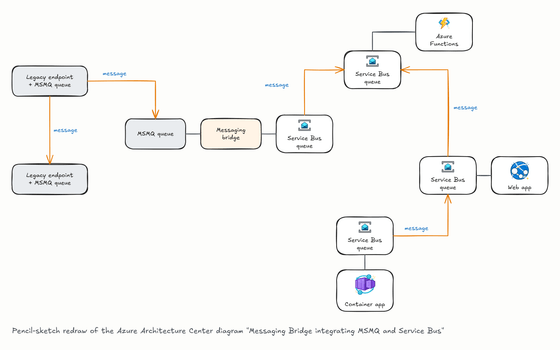 Azure
Functions
Service Bus
queue
message
Legacy endpoint
+ MSMQ queue
message
message
message
MSMQ queue
Messaging
bridge
Service Bus
queue
Legacy endpoint
+ MSMQ queue
Service Bus
queue
Web app
Service Bus
queue
message
Container app
Pencil-sketch redraw of the Azure Architecture Center diagram "Messaging Bridge integrating MSMQ and Service Bus"